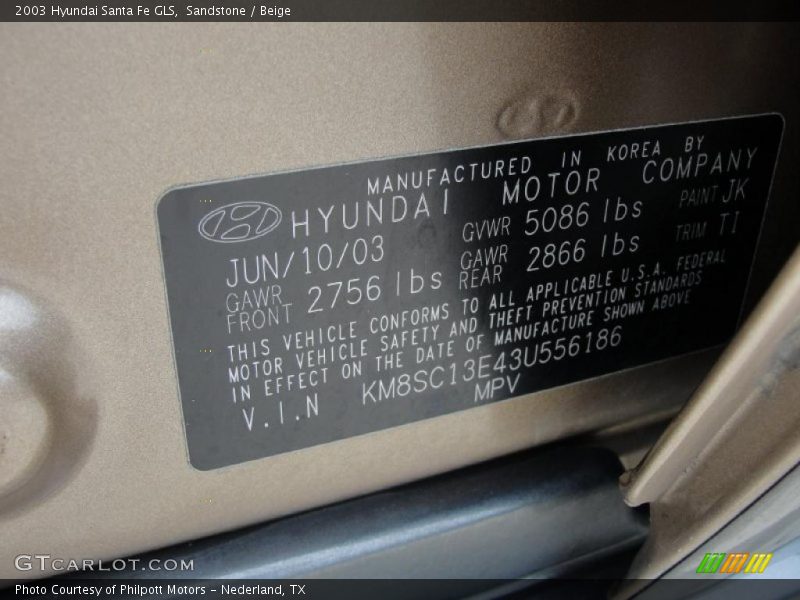 2003 Hyundai Santa Fe GLS,  Sandstone / Beige
MANUFACTURED IN KOREA BY
HYUNDAI MOTOR COMPANY
JUN/10/03 GVWR 5086 lbs PAINT JK
GAWR FRONT 2756 lbs GAWR REAR 2866 lbs TRIM TI
THIS VEHICLE CONFORMS TO ALL APPLICABLE U.S.A. FEDERAL
MOTOR VEHICLE SAFETY AND THEFT PREVENTION STANDARDS
IN EFFECT ON THE DATE OF MANUFACTURE SHOWN ABOVE
V.I.N KM8SC13E43U556186
MPV
GTCARLOT.COM
Photo Courtesy of Philpott Motors - Nederland, TX